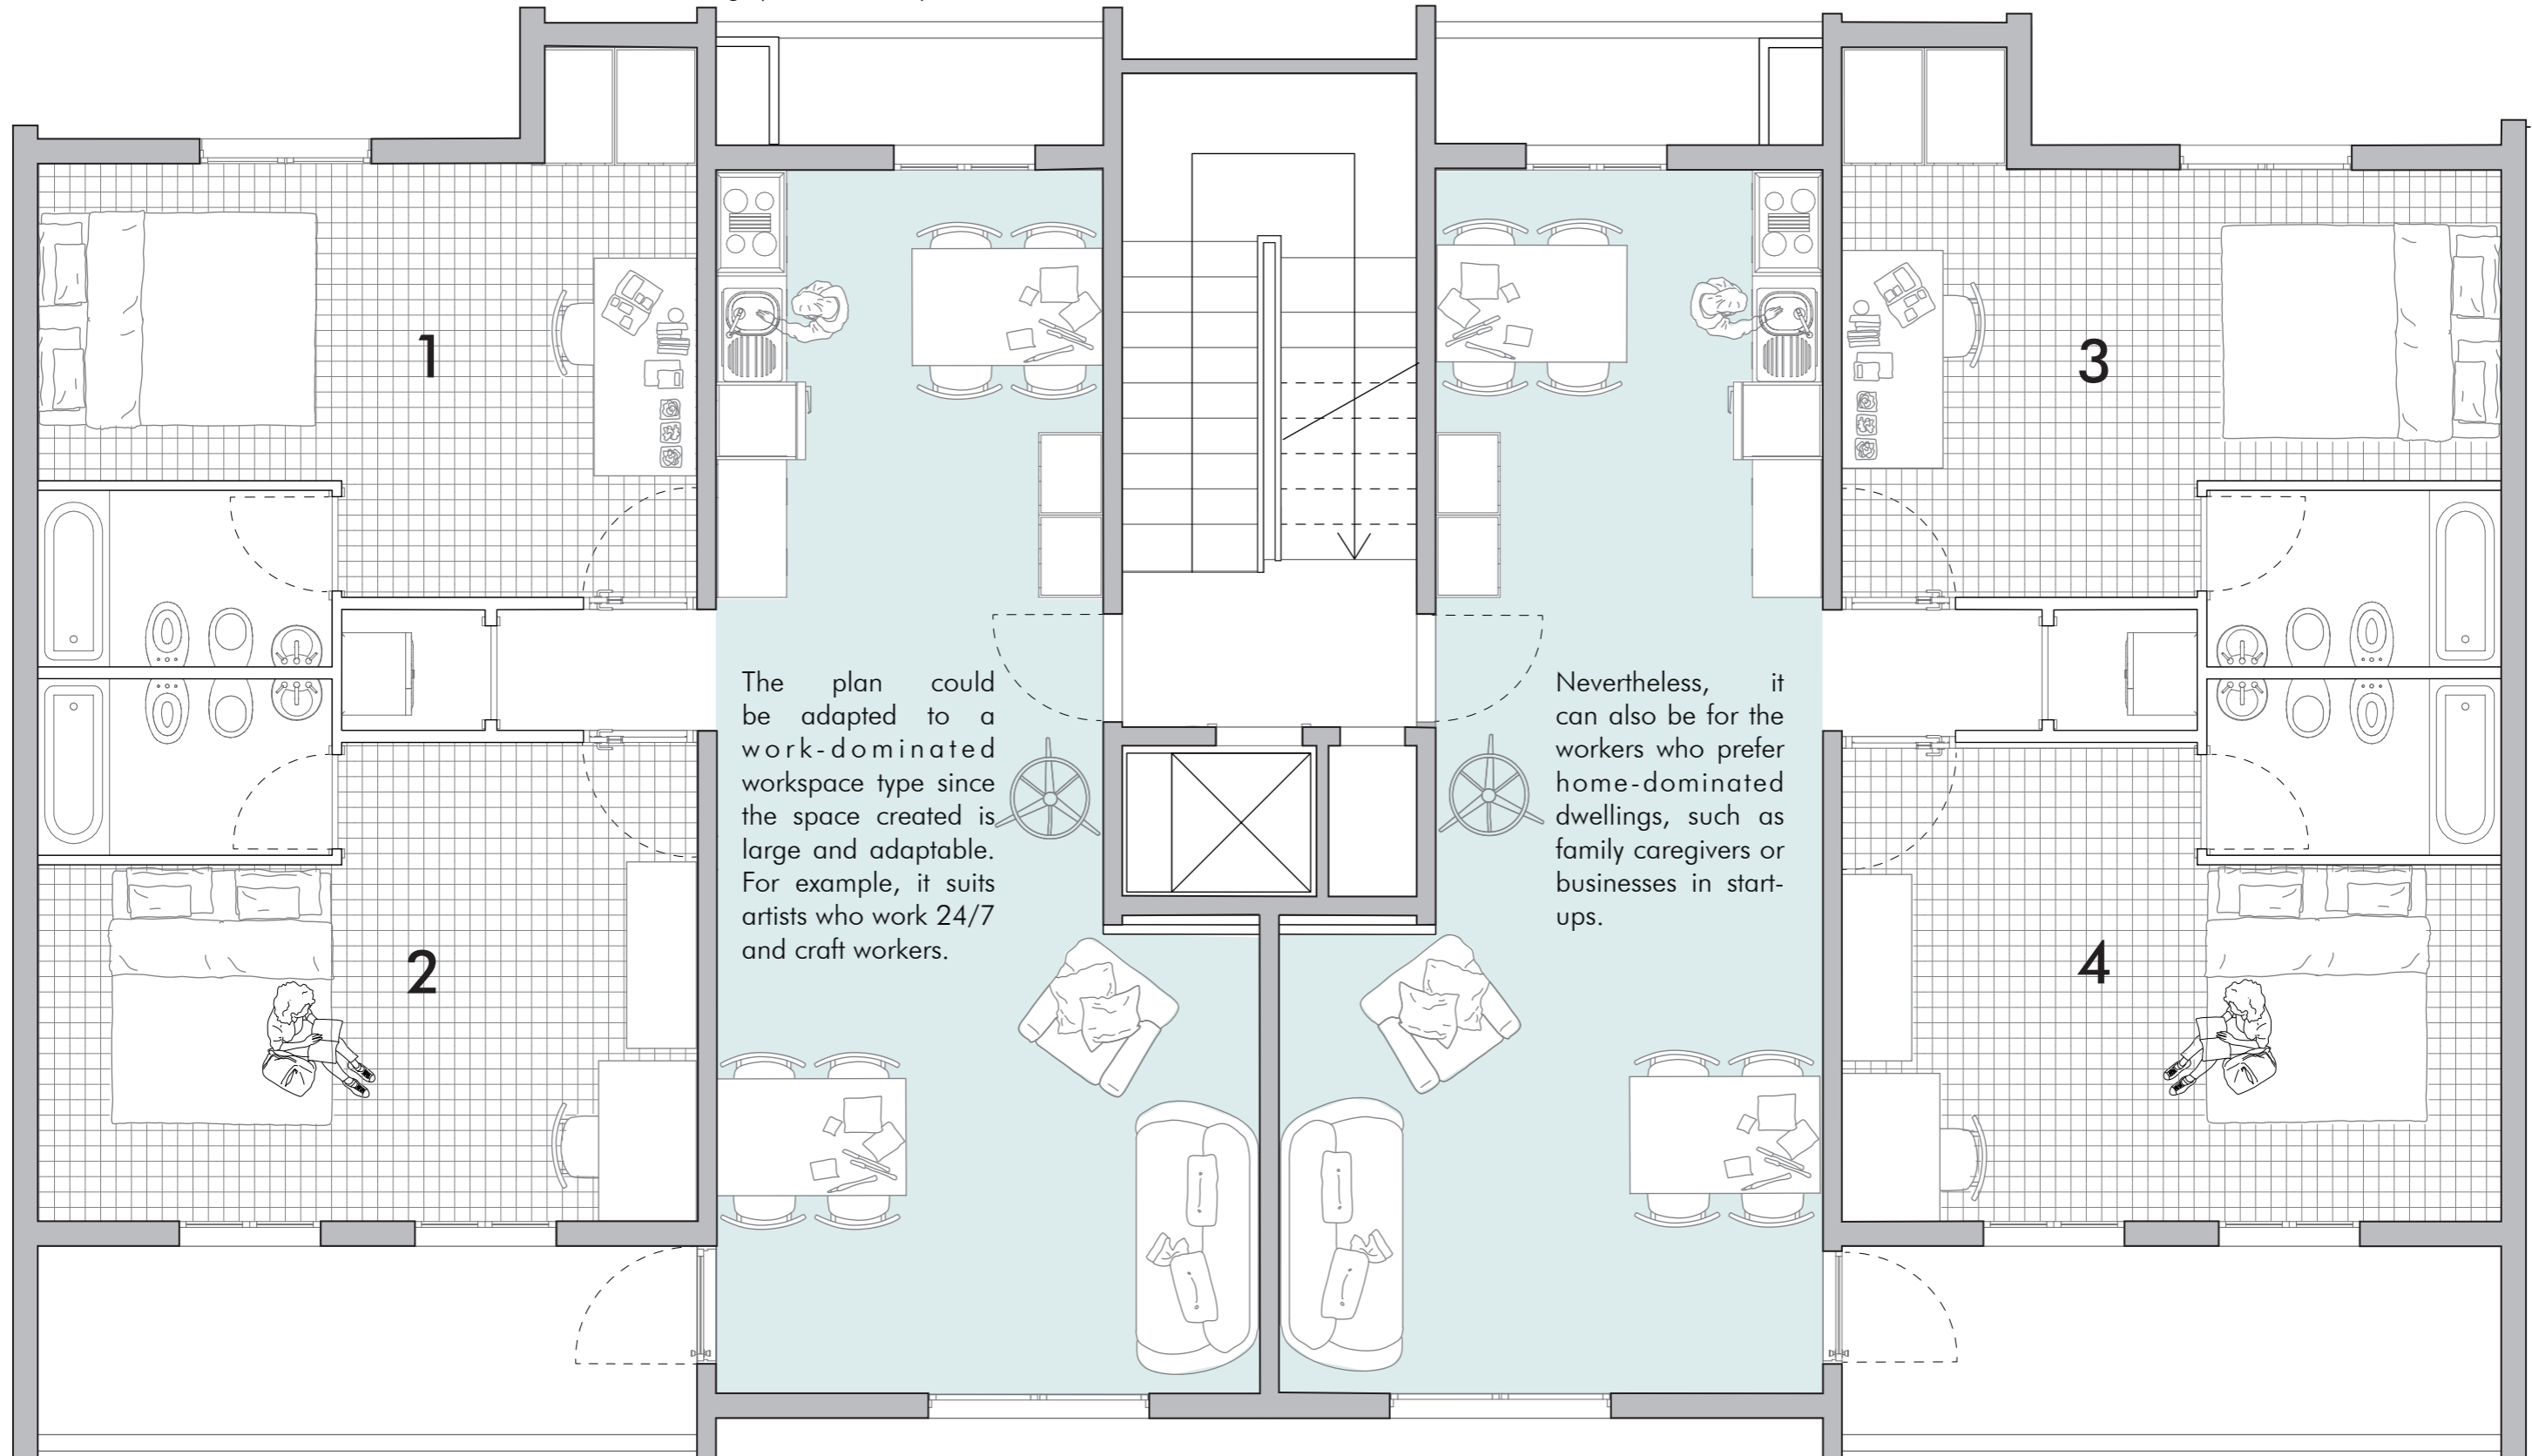 1
3
The plan could
be adapted to a
work-dominated
workspace type since
the space created is
large and adaptable.
For example, it suits
artists who work 24/7
and craft workers.
Nevertheless, it
can also be for the
workers who prefer
home-dominated
dwellings, such as
family caregivers or
businesses in start-
ups.
2
4